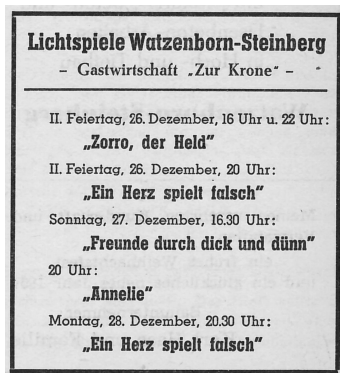 Lichtspiele Watzenborn-Steinberg
– Gastwirtschaft „Zur Krone“ –
II. Feiertag, 26. Dezember, 16 Uhr u. 22 Uhr:
„Zorro, der Held“
II. Feiertag, 26. Dezember, 20 Uhr:
„Ein Herz spielt falsch“
Sonntag, 27. Dezember, 16.30 Uhr:
„Freunde durch dick und dünn“
20 Uhr:
„Annelie“
Montag, 28. Dezember, 20.30 Uhr:
„Ein Herz spielt falsch“